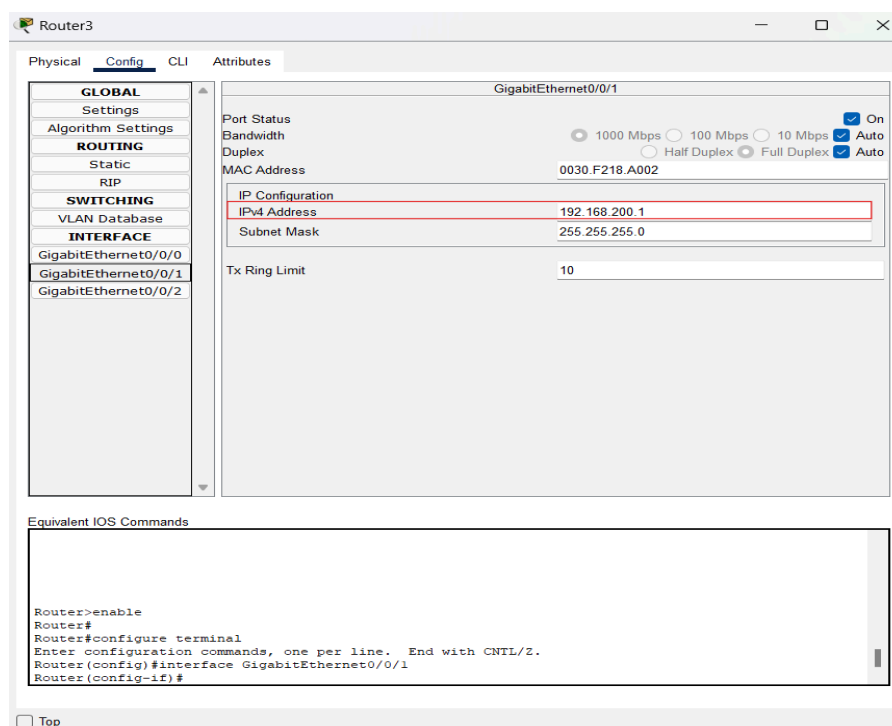 Router3
Physical Config CLI Attributes
GLOBAL
Settings
Algorithm Settings
ROUTING
Static
RIP
SWITCHING
VLAN Database
INTERFACE
GigabitEthernet0/0/0
GigabitEthernet0/0/1
GigabitEthernet0/0/2
GigabitEthernet0/0/1
Port Status On
Bandwidth 1000 Mbps 100 Mbps 10 Mbps Auto
Duplex Half Duplex Full Duplex Auto
MAC Address 0030.F218.A002
IP Configuration
IPv4 Address 192.168.200.1
Subnet Mask 255.255.255.0
Tx Ring Limit 10
Equivalent IOS Commands
Router>enable
Router#
Router#configure terminal
Enter configuration commands, one per line. End with CNTL/Z.
Router(config)#interface GigabitEthernet0/0/1
Router(config-if)#
Top